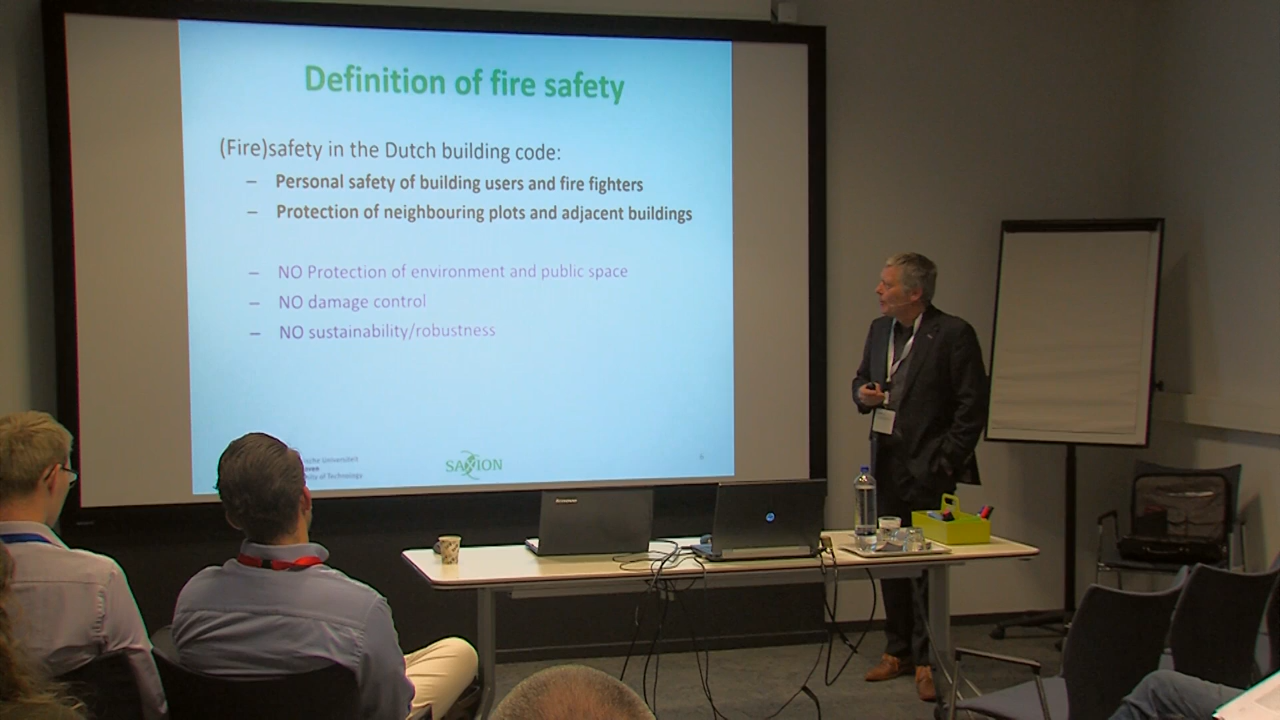 Definition of fire safety
(Fire)safety in the Dutch building code:
– Personal safety of building users and fire fighters
– Protection of neighbouring plots and adjacent buildings
– NO Protection of environment and public space
– NO damage control
– NO sustainability/robustness
SAXION
of Technology